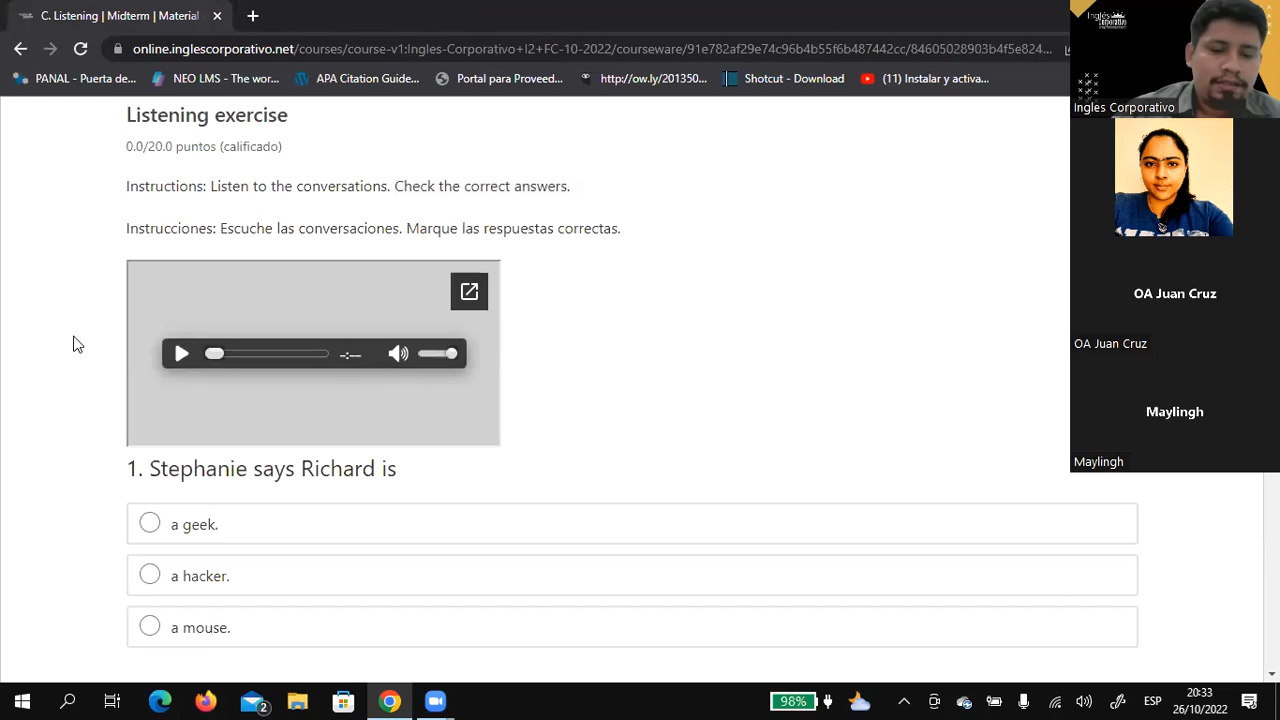 C. Listening | Midterm | Material
online.inglescorporativo.net/courses/course-v1:Ingles-Corporativo+I2+FC-10-2022/courseware/91e782af29e74c96b4b55f6b487442cc/84605028903b4f5e824...
PANAL - Puerta de...
NEO LMS - The wor...
APA Citation Guide...
Portal para Proveed...
http://ow.ly/201350...
Shotcut - Download
(11) Instalar y activa...
Listening exercise
0.0/20.0 puntos (calificado)
Instructions: Listen to the conversations. Check the correct answers.
Instrucciones: Escuche las conversaciones. Marque las respuestas correctas.
-:--
1. Stephanie says Richard is
a geek.
a hacker.
a mouse.
Inglés
Corporativo
Ingles Corporativo
OA Juan Cruz
OA Juan Cruz
Maylingh
Maylingh
2
98%
ESP
20:33
26/10/2022